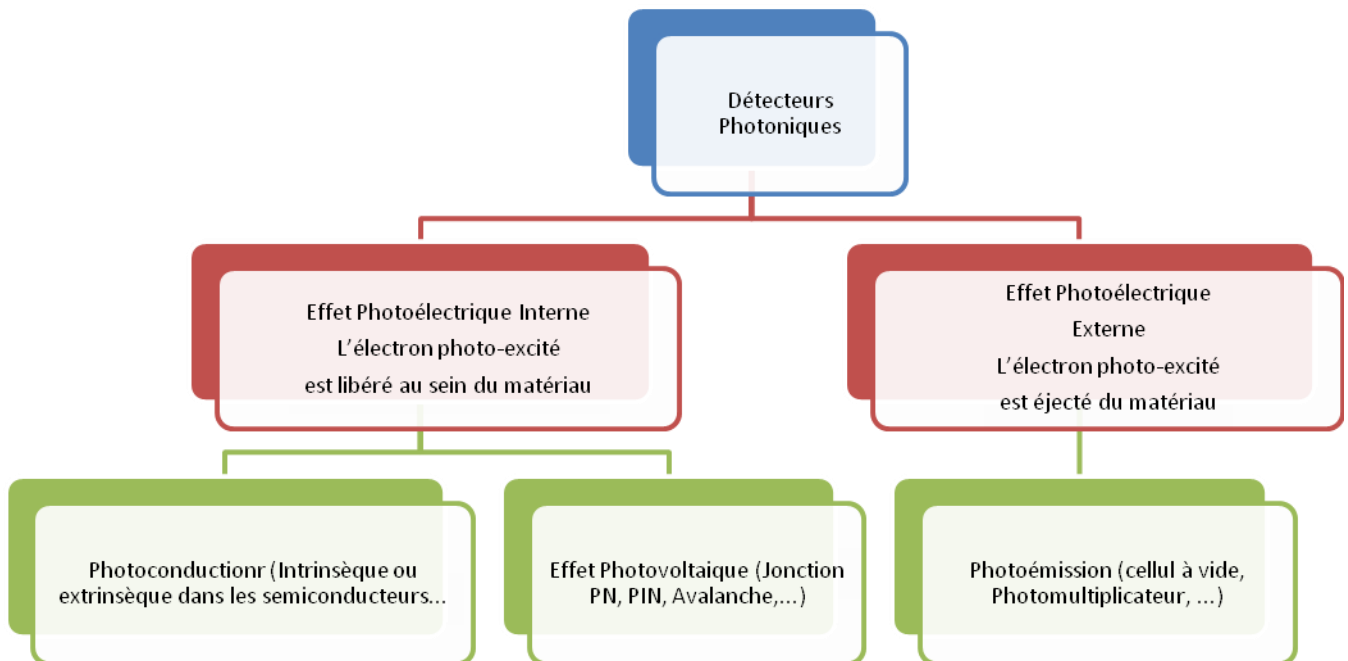 Détecteurs
Photoniques
Effet Photoélectrique Interne
L'électron photo-excité
est libéré au sein du matériau
Effet Photoélectrique
Externe
L'électron photo-excité
est éjecté du matériau
Photoconductionr (Intrinsèque ou
extrinsèque dans les semiconducteurs...
Effet Photovoltaique (Jonction
PN, PIN, Avalanche,...)
Photoémission (cellul à vide,
Photomultiplicateur, ...)